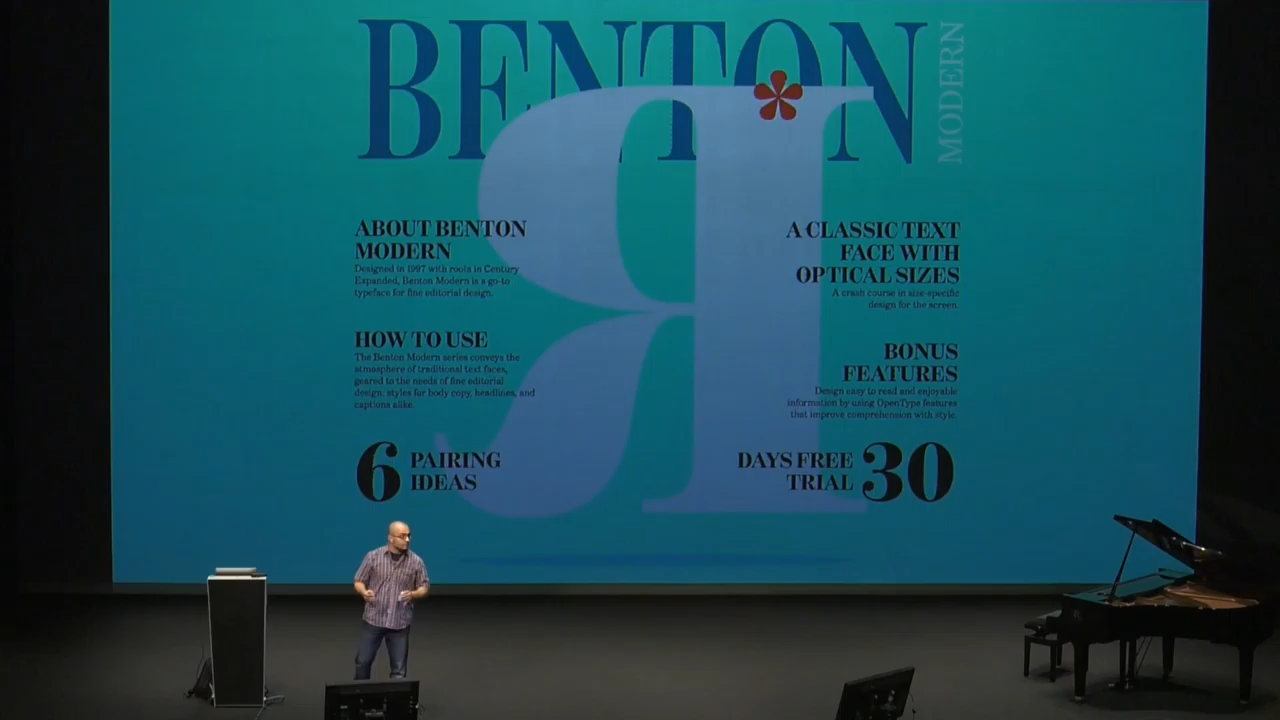 BENTON
MODERN
Я
ABOUT BENTON
MODERN
Designed in 1997 with roots in Century
Expanded, Benton Modern is a go-to
typeface for fine editorial design.
HOW TO USE
The Benton Modern series conveys the
atmosphere of traditional text faces,
geared to the needs of fine editorial
design: styles for body copy, headlines, and
captions alike.
6 PAIRING
IDEAS
A CLASSIC TEXT
FACE WITH
OPTICAL SIZES
A crash course in size-specific
design for the screen.
BONUS
FEATURES
Design easy to read and enjoyable
information by using OpenType features
that improve comprehension with style.
DAYS FREE
TRIAL 30